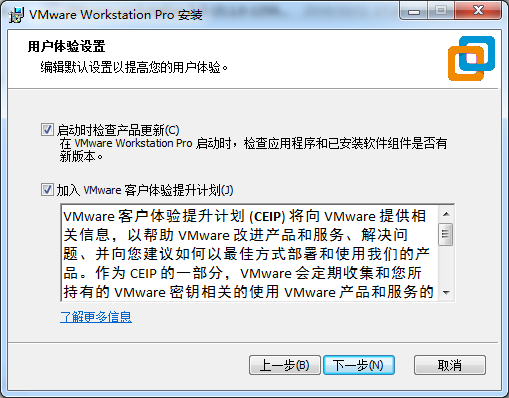 VMware Workstation Pro 安装
用户体验设置
编辑默认设置以提高您的用户体验。
启动时检查产品更新(C)
在 VMware Workstation Pro 启动时，检查应用程序和已安装软件组件是否有
新版本。
加入 VMware 客户体验提升计划(J)
VMware 客户体验提升计划 (CEIP) 将向 VMware 提供相
关信息，以帮助 VMware 改进产品和服务、解决问
题、并向您建议如何以最佳方式部署和使用我们的产
品。作为 CEIP 的一部分，VMware 会定期收集和您所
持有的 VMware 密钥相关的使用 VMware 产品和服务的
了解更多信息
上一步(B) 下一步(N) 取消